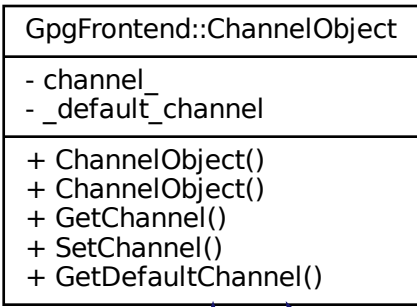 GpgFrontend::ChannelObject
- channel_
- _default_channel
+ ChannelObject()
+ ChannelObject()
+ GetChannel()
+ SetChannel()
+ GetDefaultChannel()